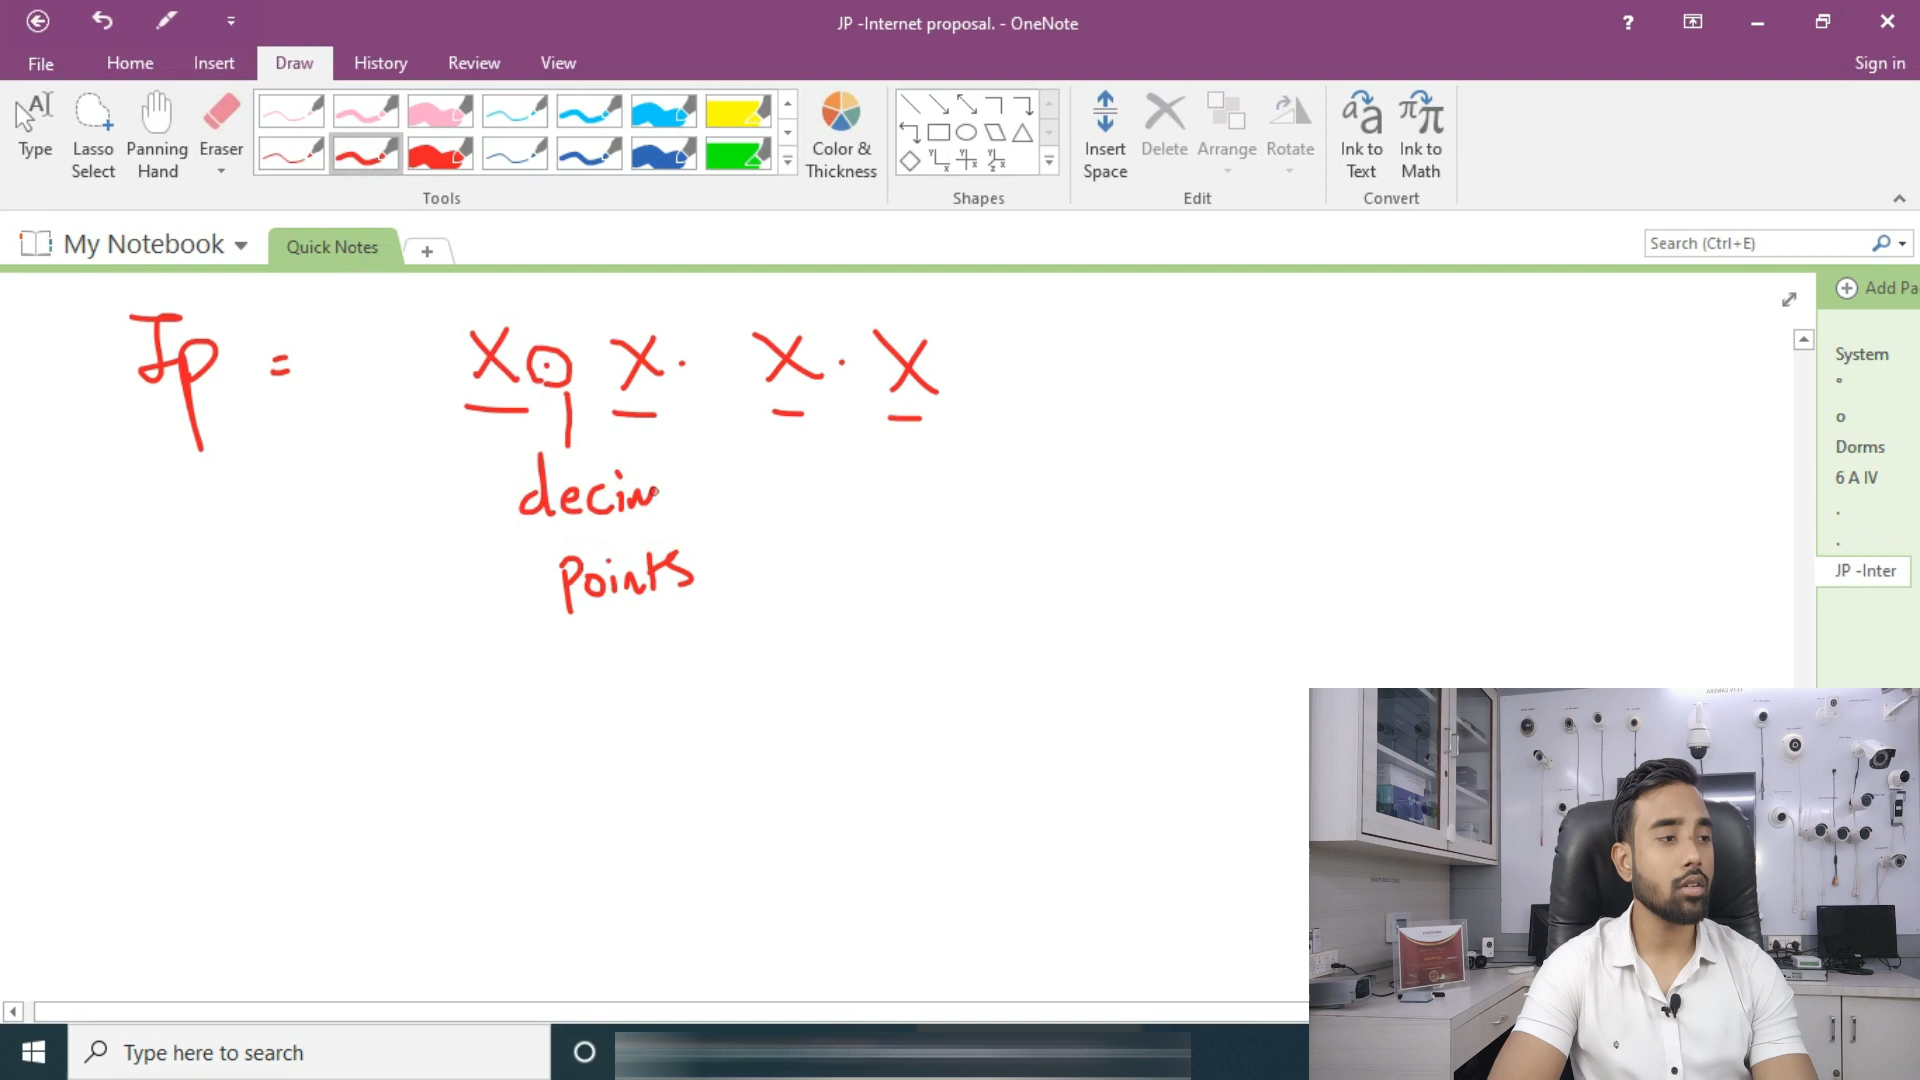 JP -Internet proposal. - OneNote
?
File
Home
Insert
Draw
History
Review
View
Sign in
Type
Lasso Select
Panning Hand
Eraser
Color & Thickness
Insert Space
Delete
Arrange
Rotate
Ink to Text
Ink to Math
Tools
Shapes
Edit
Convert
My Notebook
Quick Notes
+
Search (Ctrl+E)
Add Pa
System
o
Dorms
6 A IV
.
.
JP -Inter
Ip = X . X . X . X
decim
points
Type here to search